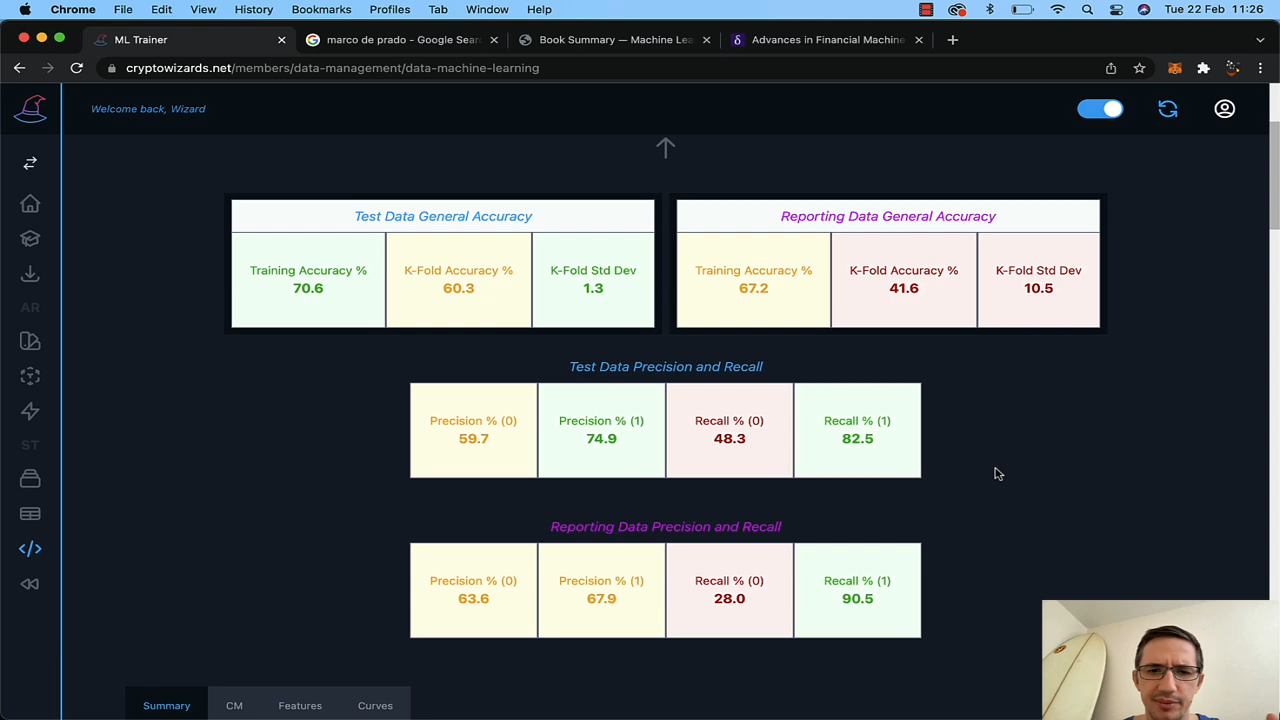 Chrome File Edit View History Bookmarks Profiles Tab Window Help Tue 22 Feb 11:26
ML Trainer marco de prado - Google Sear Book Summary — Machine Lea Advances in Financial Machine
cryptowizards.net/members/data-management/data-machine-learning
Welcome back, Wizard
Test Data General Accuracy
Training Accuracy % K-Fold Accuracy % K-Fold Std Dev
70.6 60.3 1.3
Reporting Data General Accuracy
Training Accuracy % K-Fold Accuracy % K-Fold Std Dev
67.2 41.6 10.5
AR
ST
Test Data Precision and Recall
Precision % (0) Precision % (1) Recall % (0) Recall % (1)
59.7 74.9 48.3 82.5
Reporting Data Precision and Recall
Precision % (0) Precision % (1) Recall % (0) Recall % (1)
63.6 67.9 28.0 90.5
Summary CM Features Curves